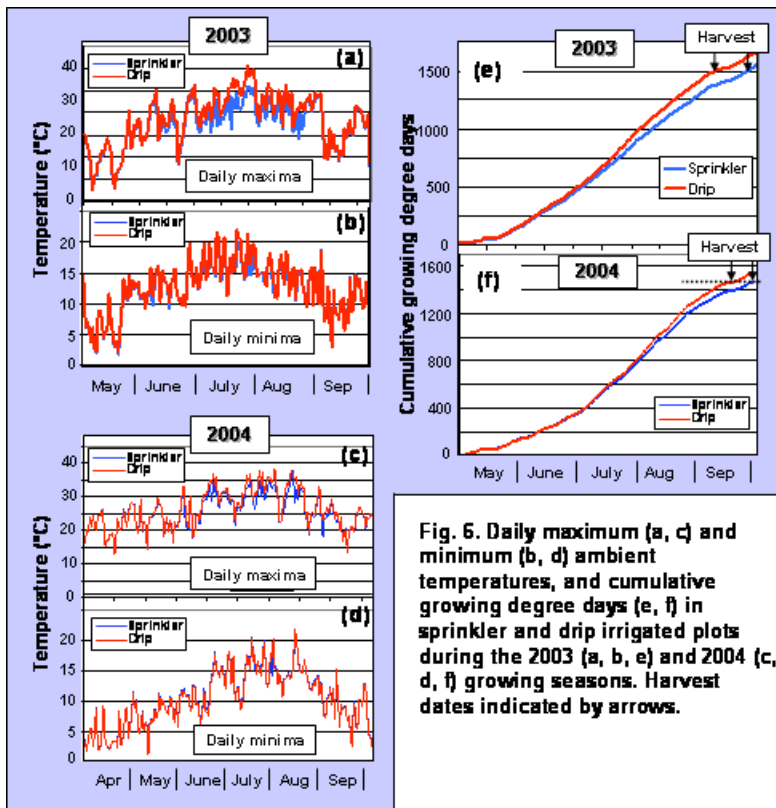 2003
(a)
Sprinkler
Drip
40
30
20
10
0
Daily maxima
(b)
Sprinkler
Drip
20
15
10
5
0
Daily minima
Temperature (°C)
May | June | July | Aug | Sep |
2004
(c)
Sprinkler
Drip
40
30
20
10
0
Daily maxima
(d)
Sprinkler
Drip
20
15
10
5
0
Daily minima
Temperature (°C)
Apr | May | June | July | Aug | Sep |
Harvest
2003
(e)
1500
1000
500
0
Sprinkler
Drip
Cumulative growing degree days
Harvest
2004
(f)
1600
1200
800
400
0
Sprinkler
Drip
May | June | July | Aug | Sep |
Fig. 6. Daily maximum (a, c) and
minimum (b, d) ambient
temperatures, and cumulative
growing degree days (e, f) in
sprinkler and drip irrigated plots
during the 2003 (a, b, e) and 2004 (c,
d, f) growing seasons. Harvest
dates indicated by arrows.